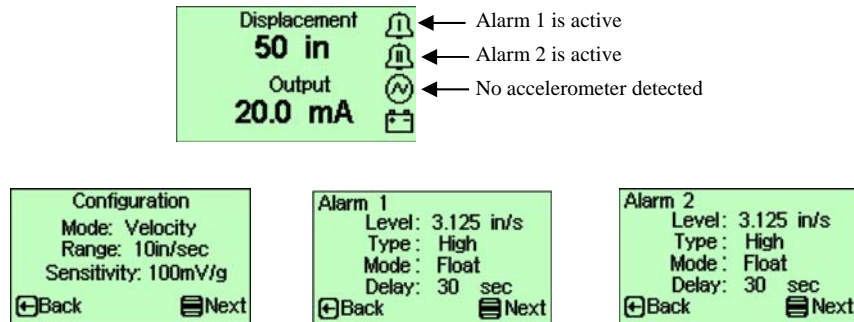 Displacement
50 in
Output
20.0 mA
Alarm 1 is active
Alarm 2 is active
No accelerometer detected
Configuration
Mode: Velocity
Range: 10in/sec
Sensitivity: 100mV/g
Back Next
Alarm 1
Level: 3.125 in/s
Type: High
Mode: Float
Delay: 30 sec
Back Next
Alarm 2
Level: 3.125 in/s
Type: High
Mode: Float
Delay: 30 sec
Back Next